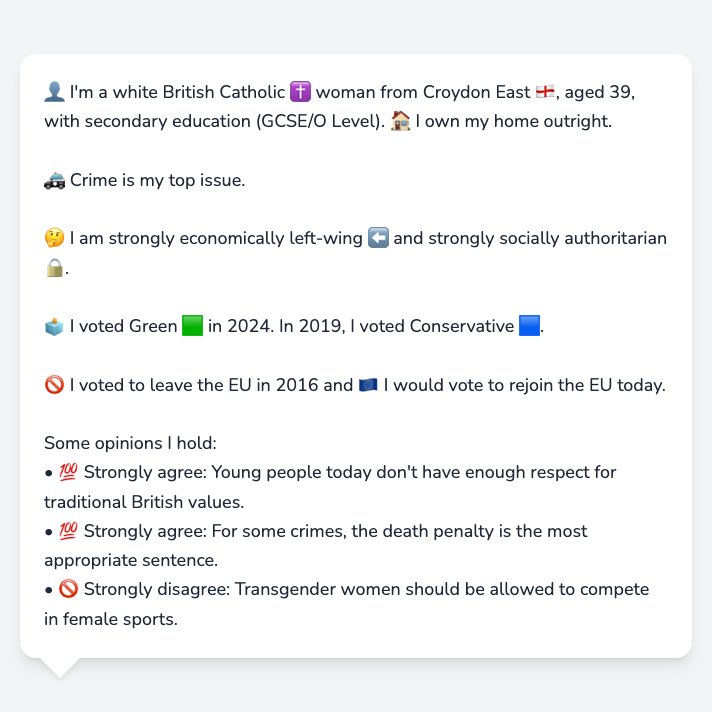 👤 I'm a white British Catholic ✝️ woman from Croydon East 🏴󠁧󠁢󠁥󠁮󠁧󠁿, aged 39,
with secondary education (GCSE/O Level). 🏠 I own my home outright.
🚓 Crime is my top issue.
🤔 I am strongly economically left-wing ⬅️ and strongly socially authoritarian
🔒.
🗳️ I voted Green 🟩 in 2024. In 2019, I voted Conservative 🟦.
🚫 I voted to leave the EU in 2016 and 🇪🇺 I would vote to rejoin the EU today.
Some opinions I hold:
• 💯 Strongly agree: Young people today don't have enough respect for
traditional British values.
• 💯 Strongly agree: For some crimes, the death penalty is the most
appropriate sentence.
• 🚫 Strongly disagree: Transgender women should be allowed to compete
in female sports.